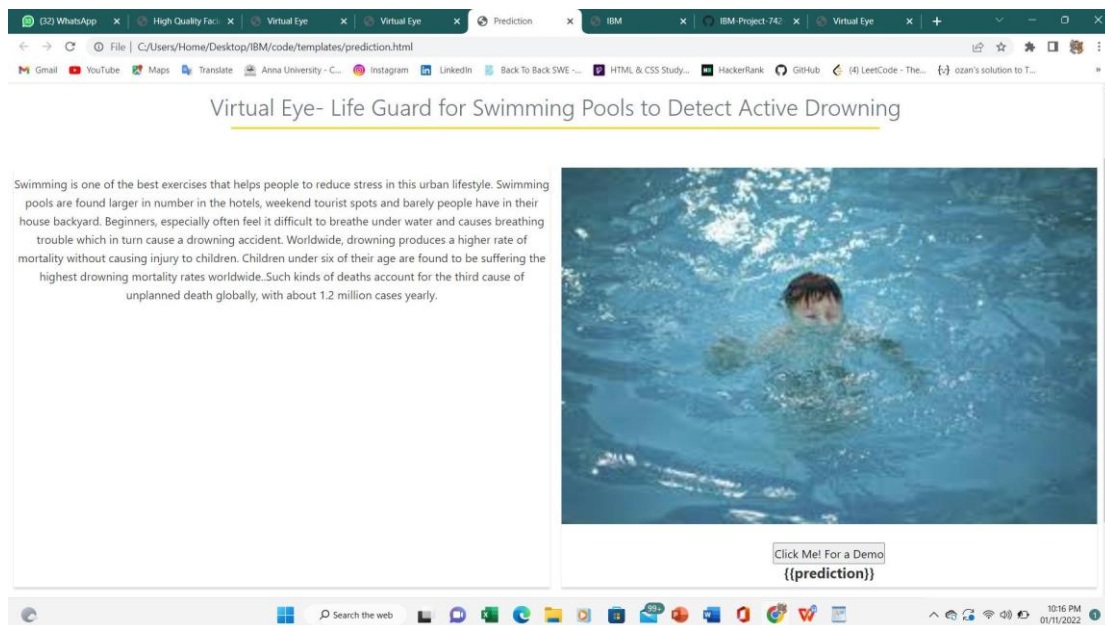 (32) WhatsApp
High Quality Faci
Virtual Eye
Virtual Eye
Prediction
IBM
IBM-Project-742
Virtual Eye
File | C:/Users/Home/Desktop/IBM/code/templates/prediction.html
Gmail
YouTube
Maps
Translate
Anna University - C...
Instagram
LinkedIn
Back To Back SWE -...
HTML & CSS Study...
HackerRank
GitHub
(4) LeetCode - The...
ozan's solution to T...
Virtual Eye- Life Guard for Swimming Pools to Detect Active Drowning
Swimming is one of the best exercises that helps people to reduce stress in this urban lifestyle. Swimming
pools are found larger in number in the hotels, weekend tourist spots and barely people have in their
house backyard. Beginners, especially often feel it difficult to breathe under water and causes breathing
trouble which in turn cause a drowning accident. Worldwide, drowning produces a higher rate of
mortality without causing injury to children. Children under six of their age are found to be suffering the
highest drowning mortality rates worldwide..Such kinds of deaths account for the third cause of
unplanned death globally, with about 1.2 million cases yearly.
Click Me! For a Demo
{{prediction}}
Search the web
99+
10:16 PM
01/11/2022
1